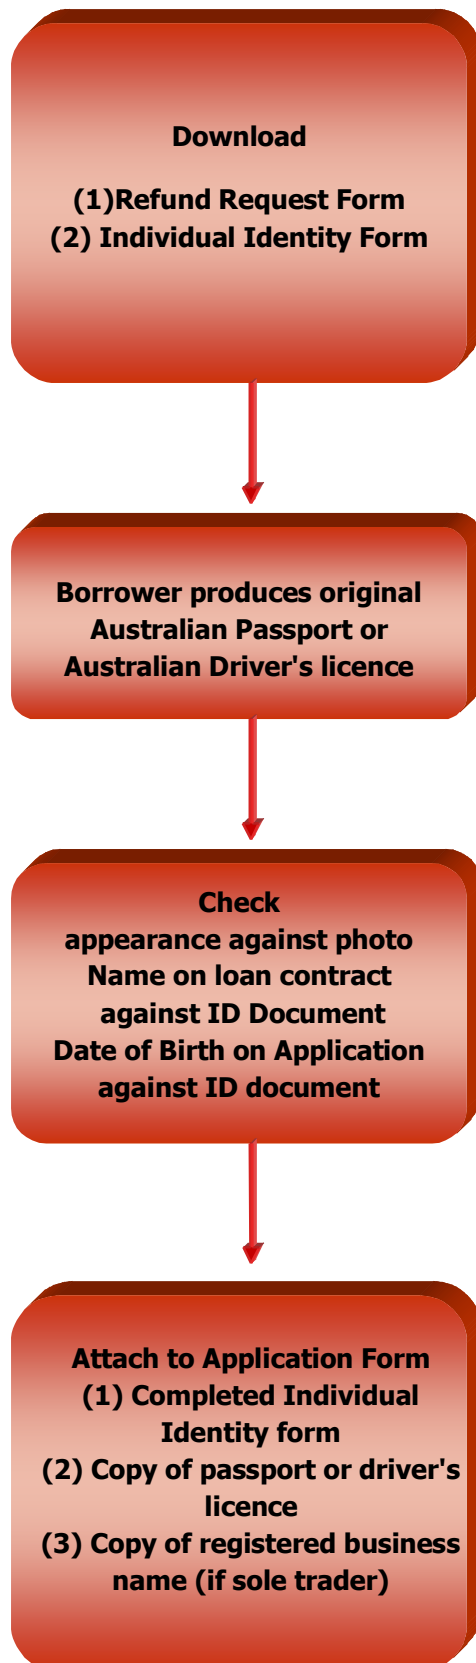 Download
(1)Refund Request Form
(2) Individual Identity Form
Borrower produces original
Australian Passport or
Australian Driver's licence
Check
appearance against photo
Name on loan contract
against ID Document
Date of Birth on Application
against ID document
Attach to Application Form
(1) Completed Individual
Identity form
(2) Copy of passport or driver's
licence
(3) Copy of registered business
name (if sole trader)